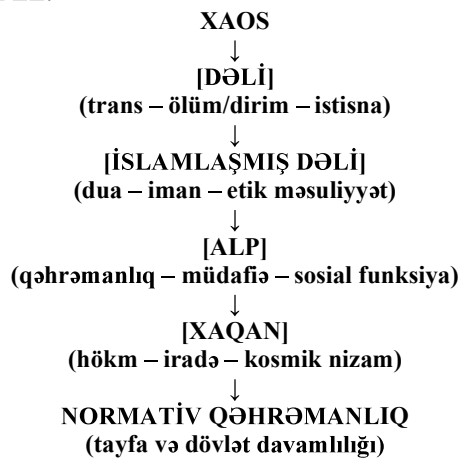 XAOS
↓
[DƏLİ]
(trans – ölüm/dirim – istisna)
↓
[İSLAMLAŞMIŞ DƏLİ]
(dua – iman – etik məsuliyyət)
↓
[ALP]
(qəhrəmanlıq – müdafiə – sosial funksiya)
↓
[XAQAN]
(hökm – iradə – kosmik nizam)
↓
NORMATİV QƏHRƏMANLIQ
(tayfa və dövlət davamlılığı)